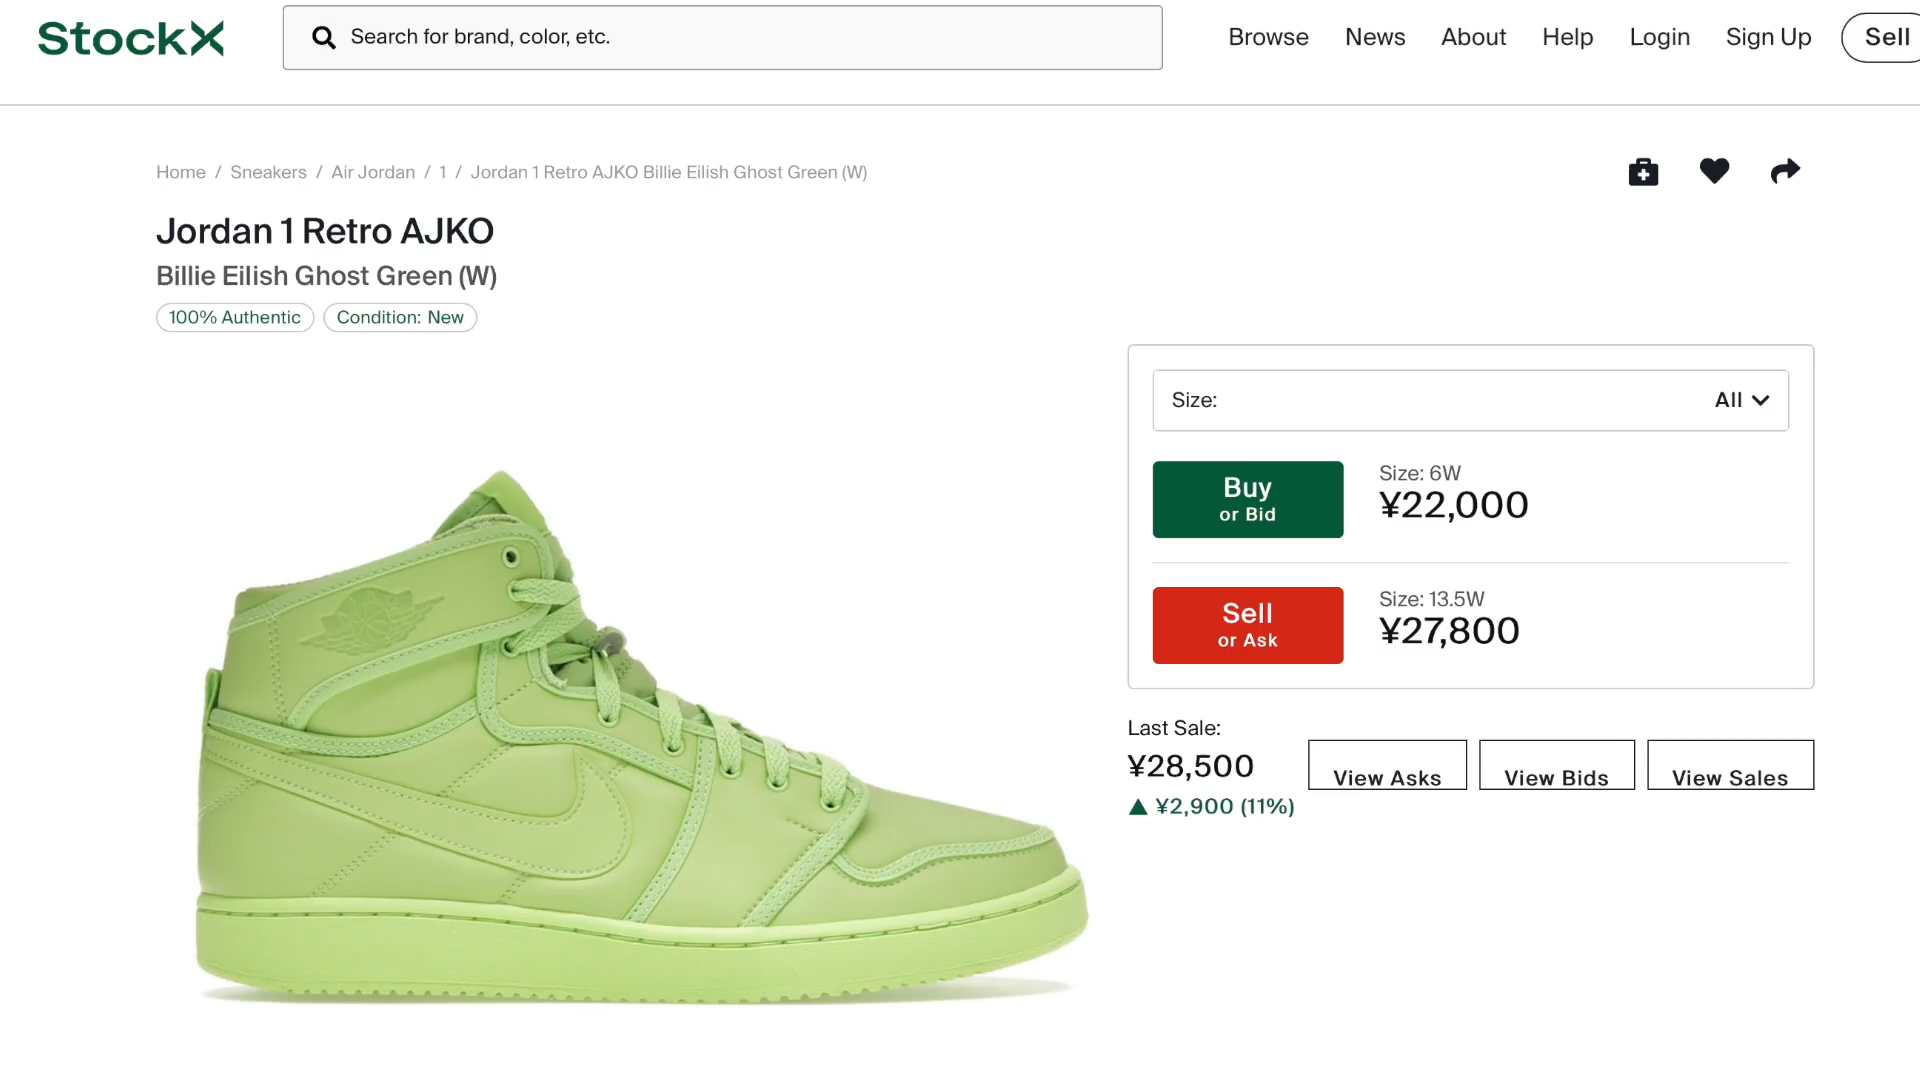 StockX
Search for brand, color, etc.
Browse
News
About
Help
Login
Sign Up
Sell
Home / Sneakers / Air Jordan / 1 / Jordan 1 Retro AJKO Billie Eilish Ghost Green (W)
Jordan 1 Retro AJKO
Billie Eilish Ghost Green (W)
100% Authentic
Condition: New
Size:
All
Buy
or Bid
Size: 6W
¥22,000
Sell
or Ask
Size: 13.5W
¥27,800
Last Sale:
¥28,500
▲ ¥2,900 (11%)
View Asks
View Bids
View Sales